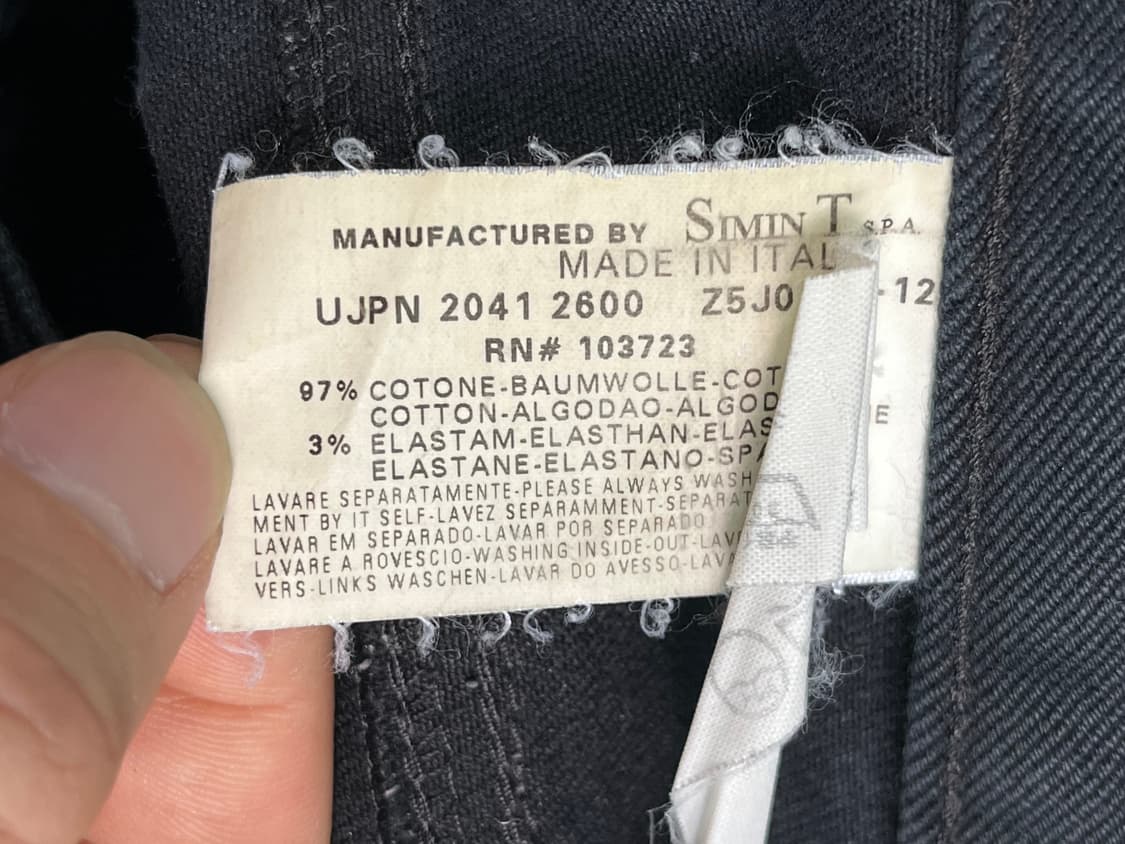 MANUFACTURED BY SIMIN T S.P.A.
MADE IN ITAL
UJPN 2041 2600 Z5J0 -12
RN# 103723
97% COTONE-BAUMWOLLE-COT
COTTON-ALGODAO-ALGOD
3% ELASTAM-ELASTHAN-ELAS
ELASTANE-ELASTANO-SPA
LAVARE SEPARATAMENTE-PLEASE ALWAYS WASH
MENT BY IT SELF-LAVEZ SEPARAMMENT-SEPARAT
LAVAR EM SEPARADO-LAVAR POR SEPARADO
LAVARE A ROVESCIO-WASHING INSIDE-OUT-LAV
VERS-LINKS WASCHEN-LAVAR DO AVESSO-LAVA